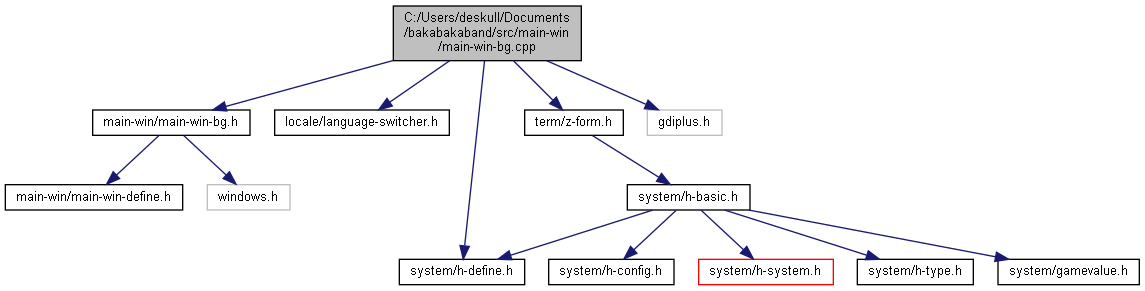 C:/Users/deskull/Documents
/bakabakaband/src/main-win
/main-win-bg.cpp
main-win/main-win-bg.h
locale/language-switcher.h
term/z-form.h
gdiplus.h
main-win/main-win-define.h
windows.h
system/h-basic.h
system/h-define.h
system/h-config.h
system/h-system.h
system/h-type.h
system/gamevalue.h